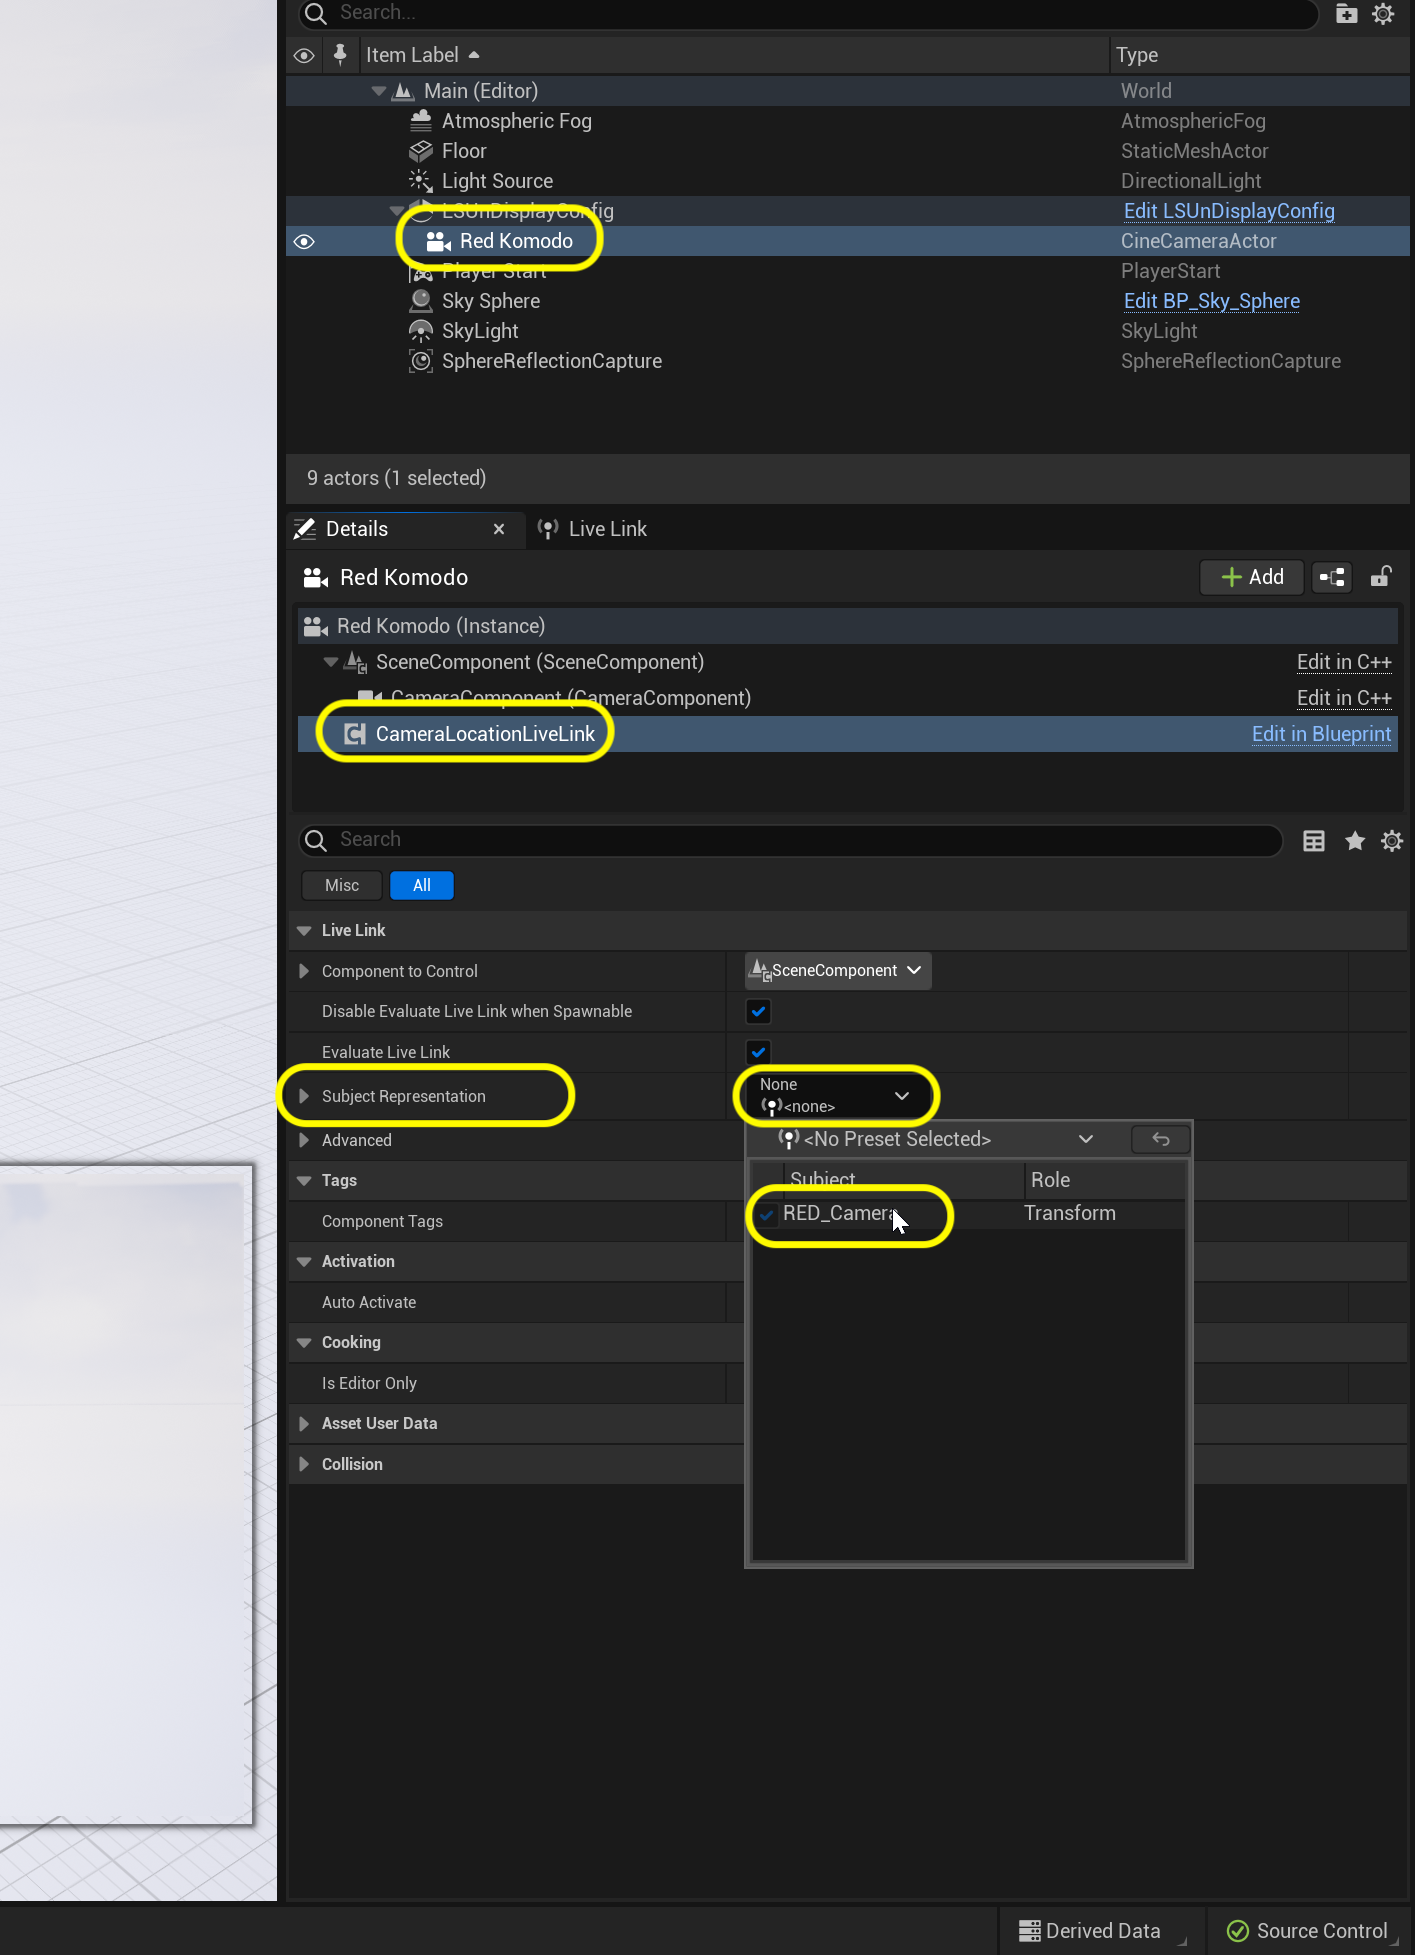 Search...
Item Label Type
Main (Editor) World
Atmospheric Fog AtmosphericFog
Floor StaticMeshActor
Light Source DirectionalLight
LSUnDisplayConfig Edit LSUnDisplayConfig
Red Komodo CineCameraActor
Player Start PlayerStart
Sky Sphere Edit BP_Sky_Sphere
SkyLight SkyLight
SphereReflectionCapture SphereReflectionCapture
9 actors (1 selected)
Details Live Link
Red Komodo Add
Red Komodo (Instance)
SceneComponent (SceneComponent) Edit in C++
CameraComponent (CameraComponent) Edit in C++
CameraLocationLiveLink Edit in Blueprint
Search
Misc All
Live Link
Component to Control SceneComponent
Disable Evaluate Live Link when Spawnable
Evaluate Live Link
Subject Representation None
<none>
Advanced <No Preset Selected>
Tags Subject Role
Component Tags RED_Camera Transform
Activation
Auto Activate
Cooking
Is Editor Only
Asset User Data
Collision
Derived Data Source Control